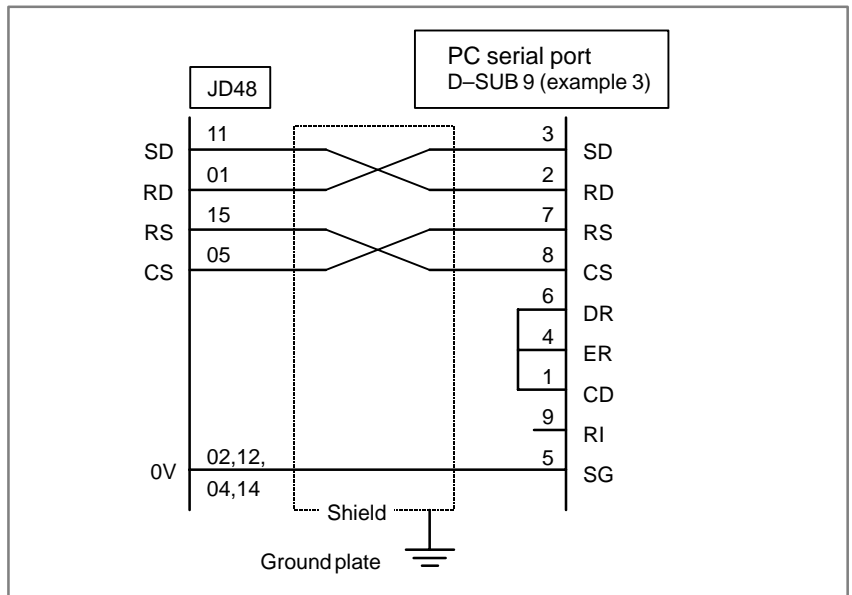 PC serial port
D–SUB 9 (example 3)
JD48
11 3
SD SD
01 2
RD RD
15 7
RS RS
05 8
CS CS
6
DR
4
ER
1
CD
9
RI
02,12, 5
0V SG
04,14
Shield
Ground plate